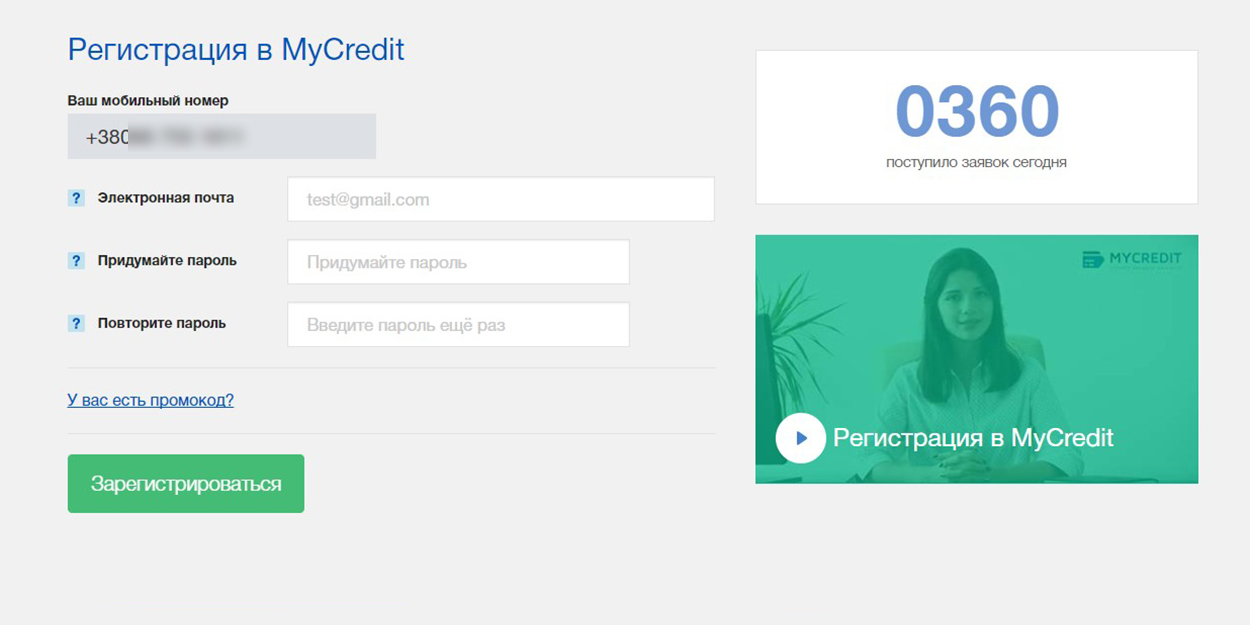 Регистрация в MyCredit
Ваш мобильный номер
+380
? Электронная почта
test@gmail.com
? Придумайте пароль
Придумайте пароль
? Повторите пароль
Введите пароль ещё раз
У вас есть промокод?
Зарегистрироваться
0360
поступило заявок сегодня
MYCREDIT
Регистрация в MyCredit